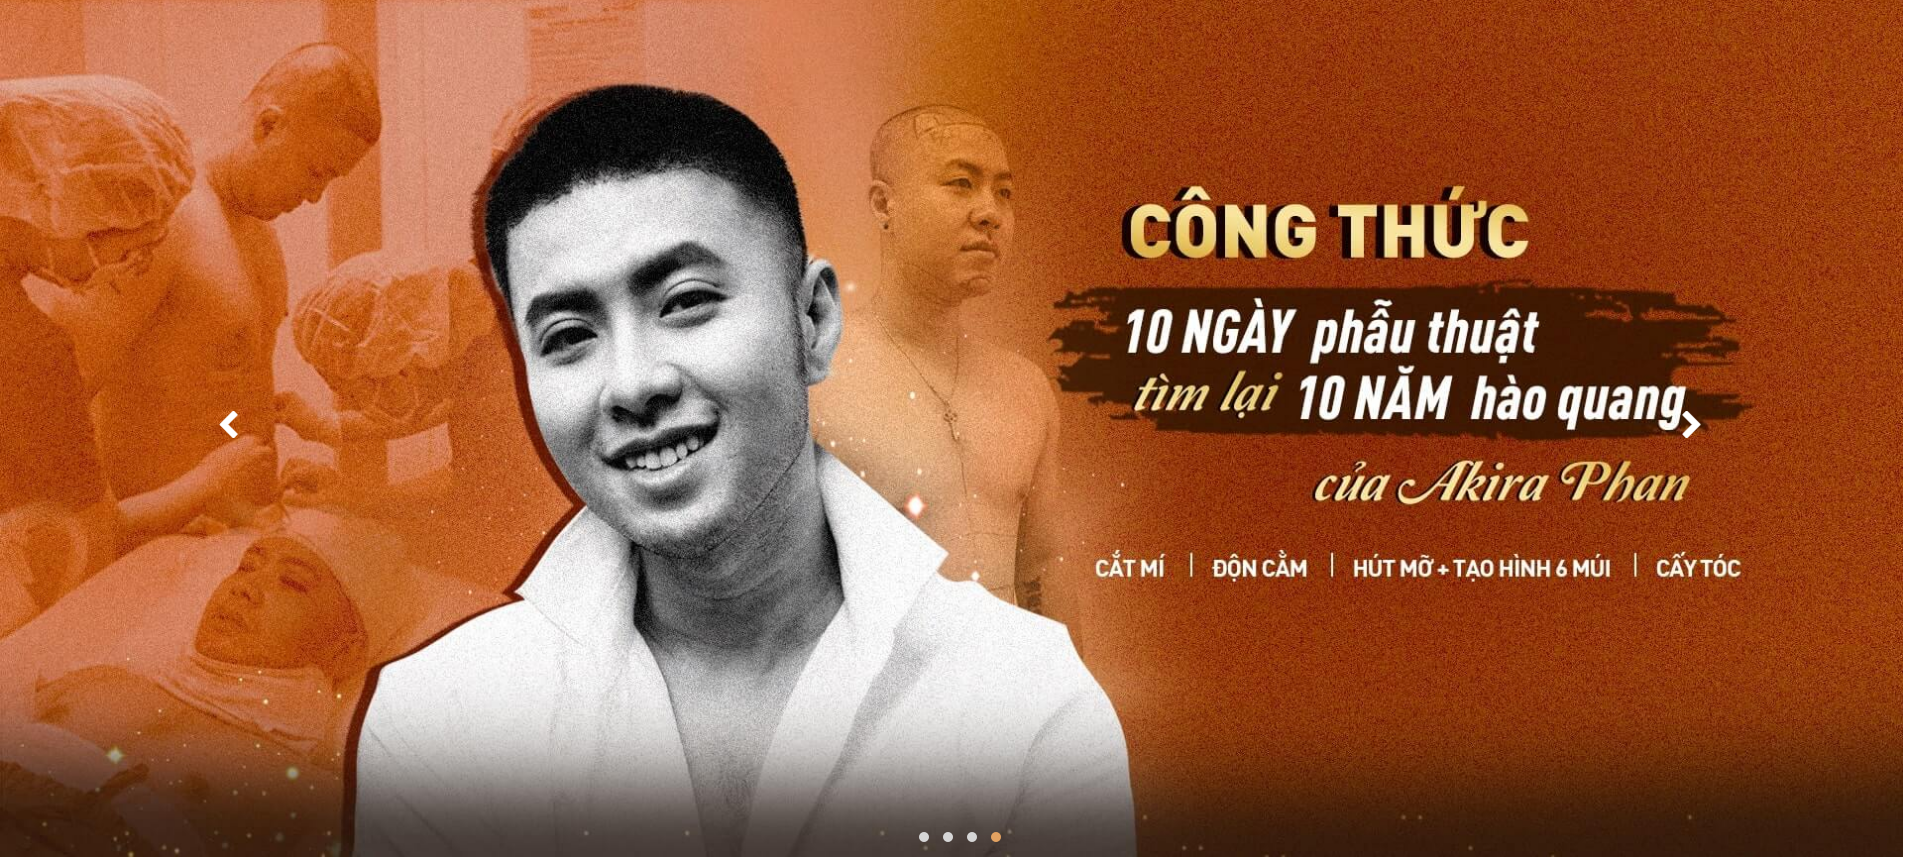 CÔNG THỨC
10 NGÀY phẫu thuật
tìm lại 10 NĂM hào quang
của Akira Phan
CẮT MÍ | ĐỘN CẰM | HÚT MỠ + TẠO HÌNH 6 MÚI | CẤY TÓC